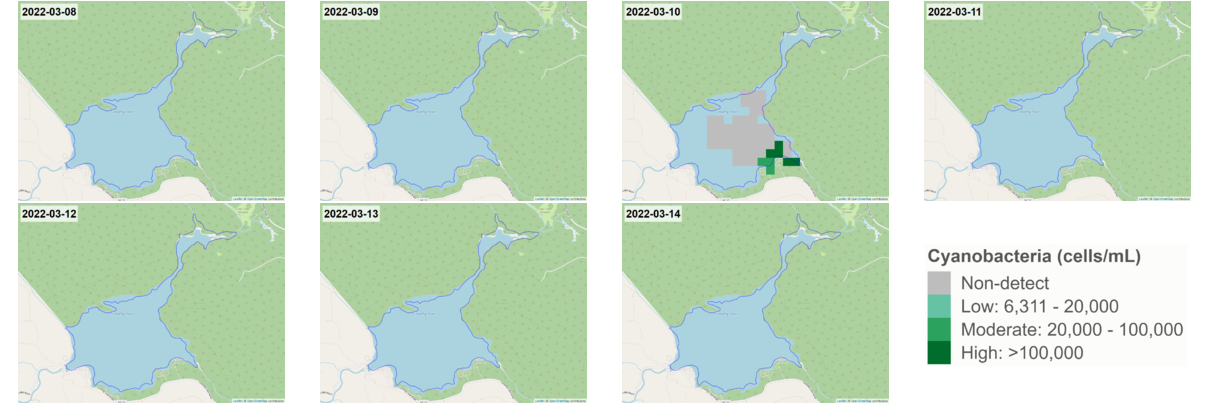 2022-03-08
2022-03-09
2022-03-10
2022-03-11
2022-03-12
2022-03-13
2022-03-14
Cyanobacteria (cells/mL)
Non-detect
Low: 6,311 - 20,000
Moderate: 20,000 - 100,000
High: >100,000